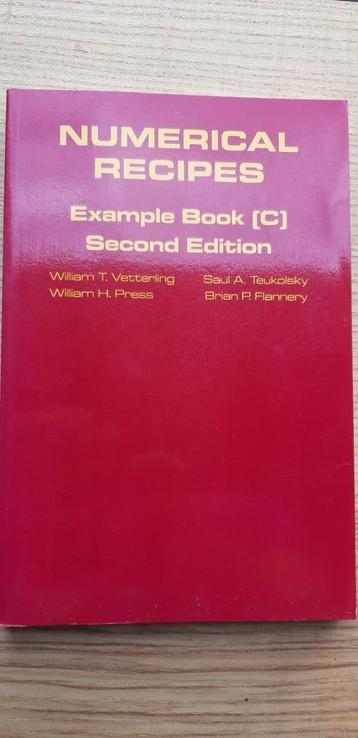 NUMERICAL
RECIPES
Example Book (C)
Second Edition
William T. Vetterling
Saul A. Teukolsky
William H. Press
Brian P. Flannery